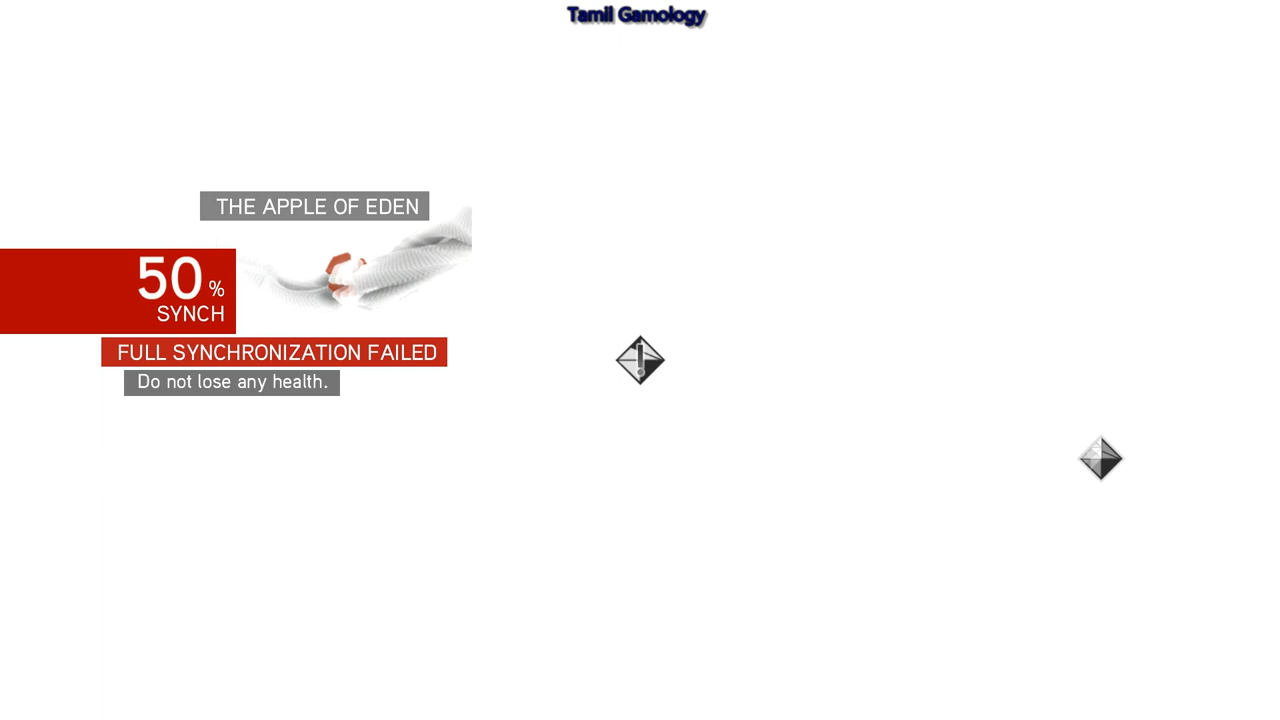 Tamil Gamology
THE APPLE OF EDEN
50 %
SYNCH
FULL SYNCHRONIZATION FAILED
Do not lose any health.